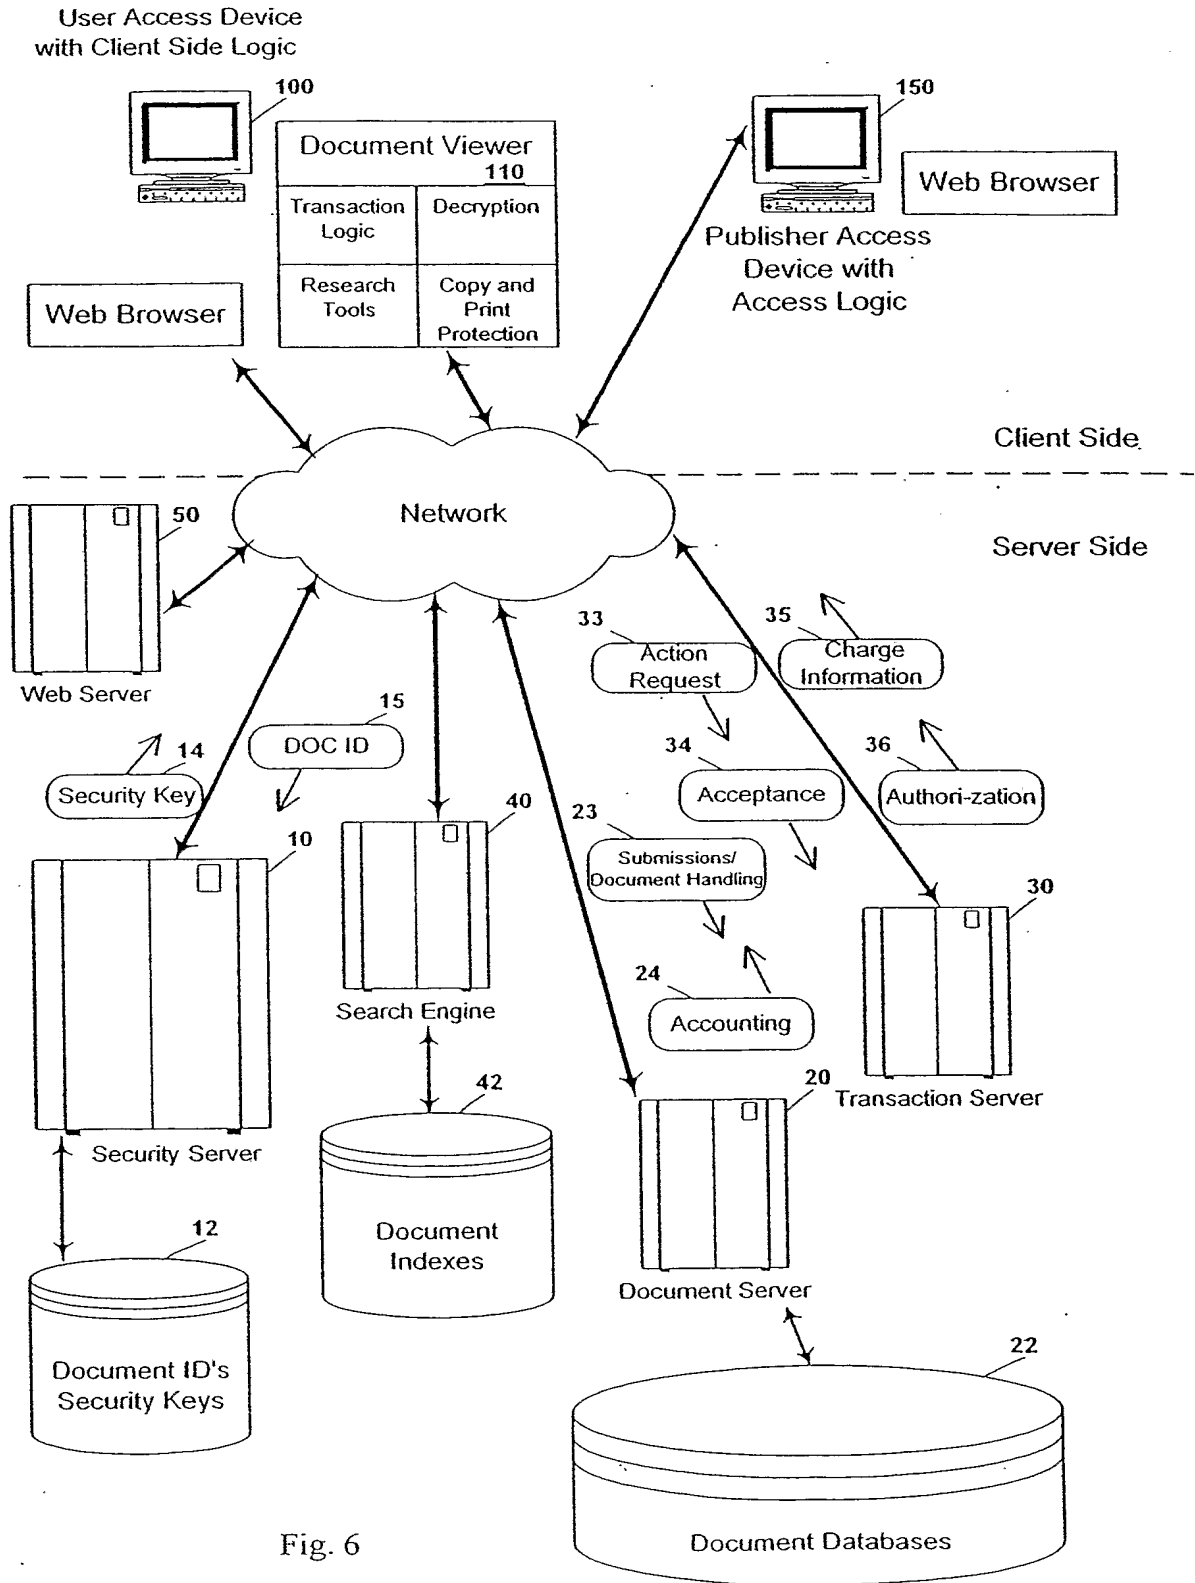 User Access Device
with Client Side Logic
100
150
Document Viewer
110
Transaction
Logic
Decryption
Research
Tools
Copy and
Print
Protection
Web Browser
Web Browser
Publisher Access
Device with
Access Logic
Client Side
Network
Server Side
50
Web Server
33
Action
Request
35
Charge
Information
14
Security Key
15
DOC ID
34
Acceptance
36
Authori-zation
10
40
23
Submissions/
Document Handling
30
Search Engine
24
Accounting
Security Server
42
20
Transaction Server
12
Document
Indexes
Document Server
Document ID's
Security Keys
22
Document Databases
Fig. 6